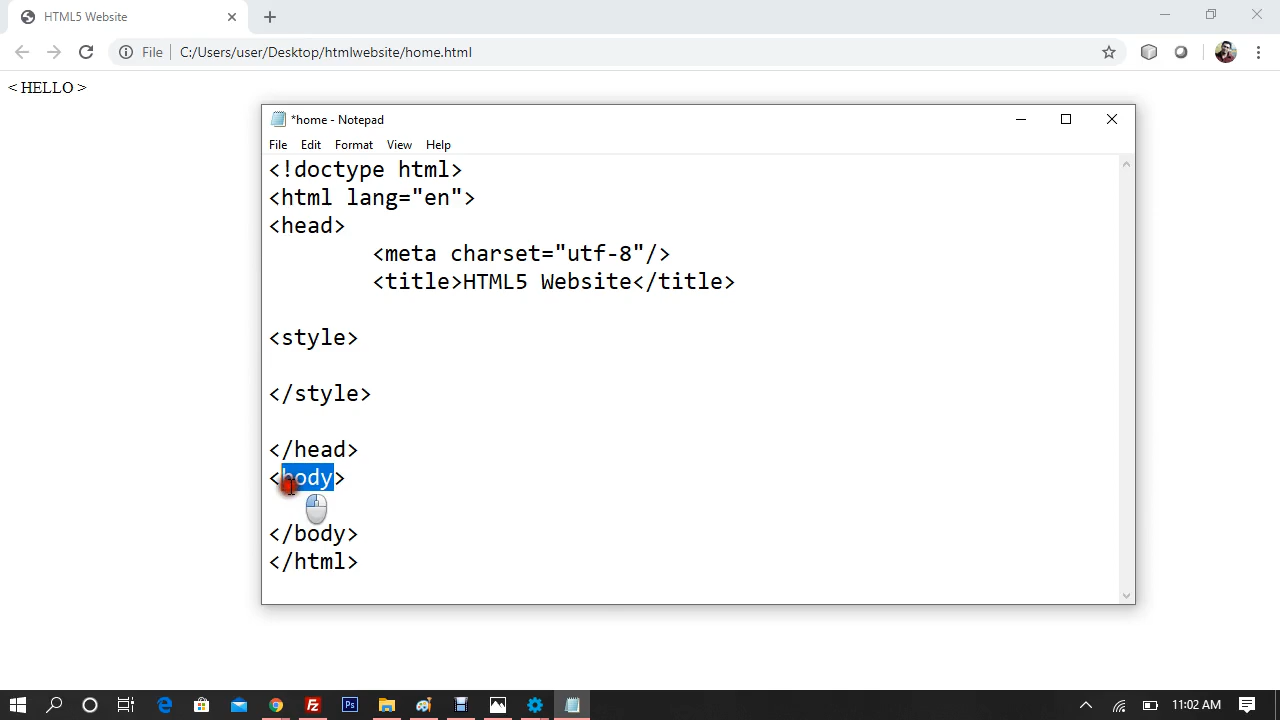 HTML5 Website
File C:/Users/user/Desktop/htmlwebsite/home.html
< HELLO >
*home - Notepad
File Edit Format View Help
<!doctype html>
<html lang="en">
<head>
<meta charset="utf-8"/>
<title>HTML5 Website</title>
<style>
</style>
</head>
<body>
</body>
</html>
11:02 AM